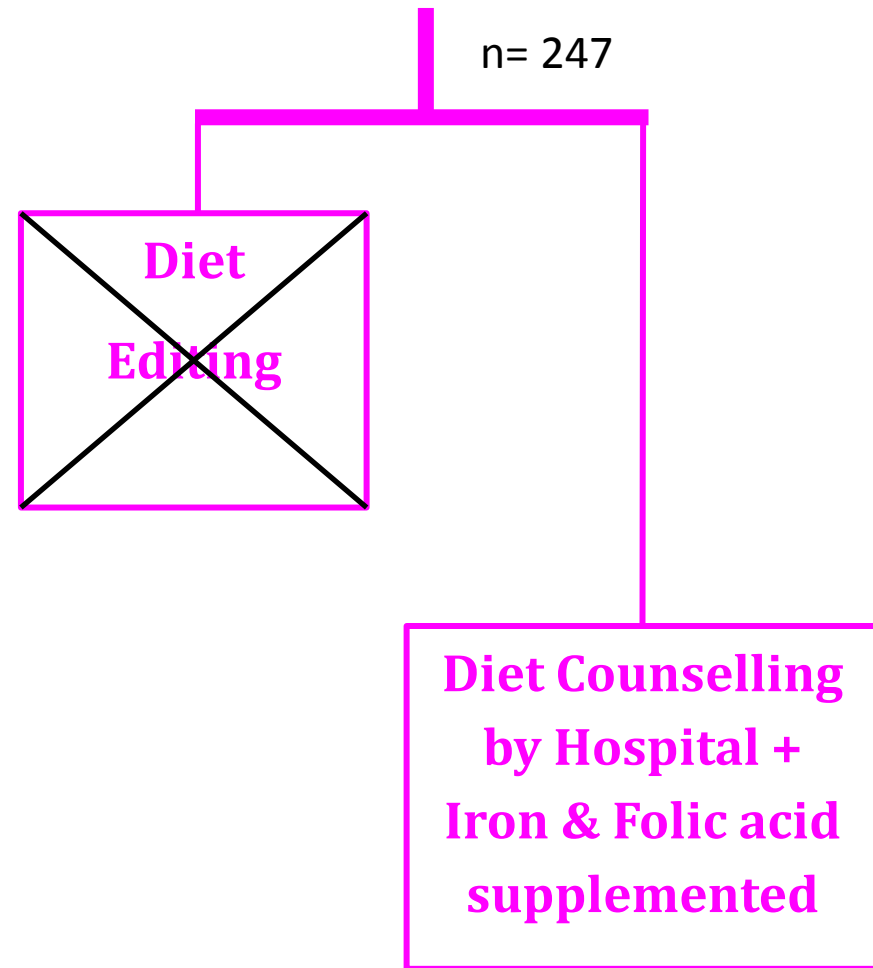 n= 247
Diet
Editing
Diet Counselling
by Hospital +
Iron & Folic acid
supplemented